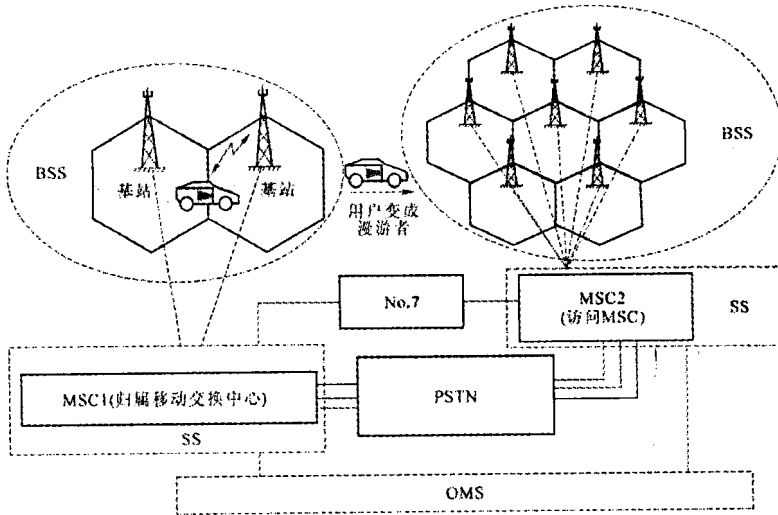 BSS
基站
基站
用户变成
漫游者
BSS
No.7
MSC2
(访问MSC)
SS
MSC1(归属移动交换中心)
SS
PSTN
OMS